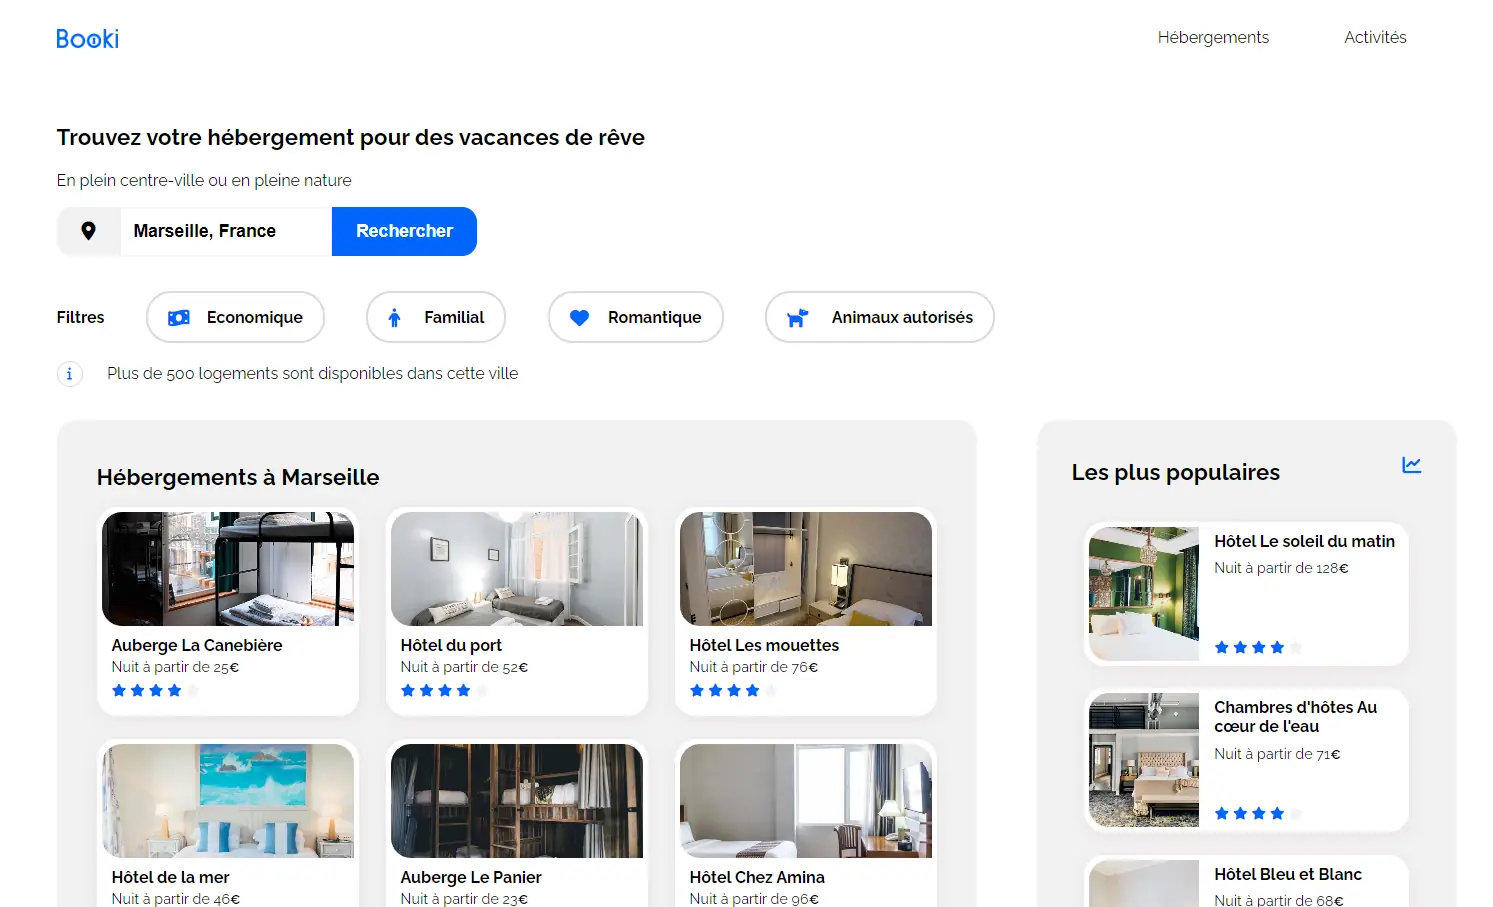 Booki
Hébergements
Activités
Trouvez votre hébergement pour des vacances de rêve
En plein centre-ville ou en pleine nature
Marseille, France
Rechercher
Filtres
Economique
Familial
Romantique
Animaux autorisés
Plus de 500 logements sont disponibles dans cette ville
Hébergements à Marseille
Auberge La Canebière
Nuit à partir de 25€
Hôtel du port
Nuit à partir de 52€
Hôtel Les mouettes
Nuit à partir de 76€
Hôtel de la mer
Nuit à partir de 46€
Auberge Le Panier
Nuit à partir de 23€
Hôtel Chez Amina
Nuit à partir de 96€
Les plus populaires
Hôtel Le soleil du matin
Nuit à partir de 128€
Chambres d'hôtes Au
cœur de l'eau
Nuit à partir de 71€
Hôtel Bleu et Blanc
Nuit à partir de 68€